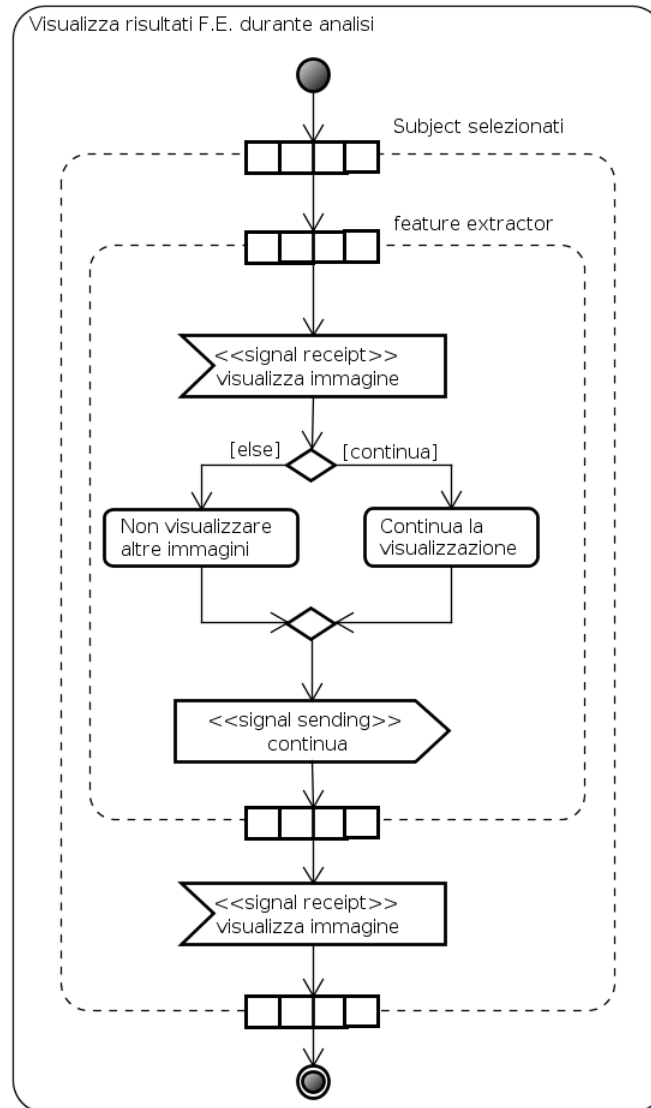 Visualizza risultati F.E. durante analisi
Subject selezionati
feature extractor
<<signal receipt>>
visualizza immagine
[else]
[continua]
Non visualizzare
altre immagini
Continua la
visualizzazione
<<signal sending>>
continua
<<signal receipt>>
visualizza immagine